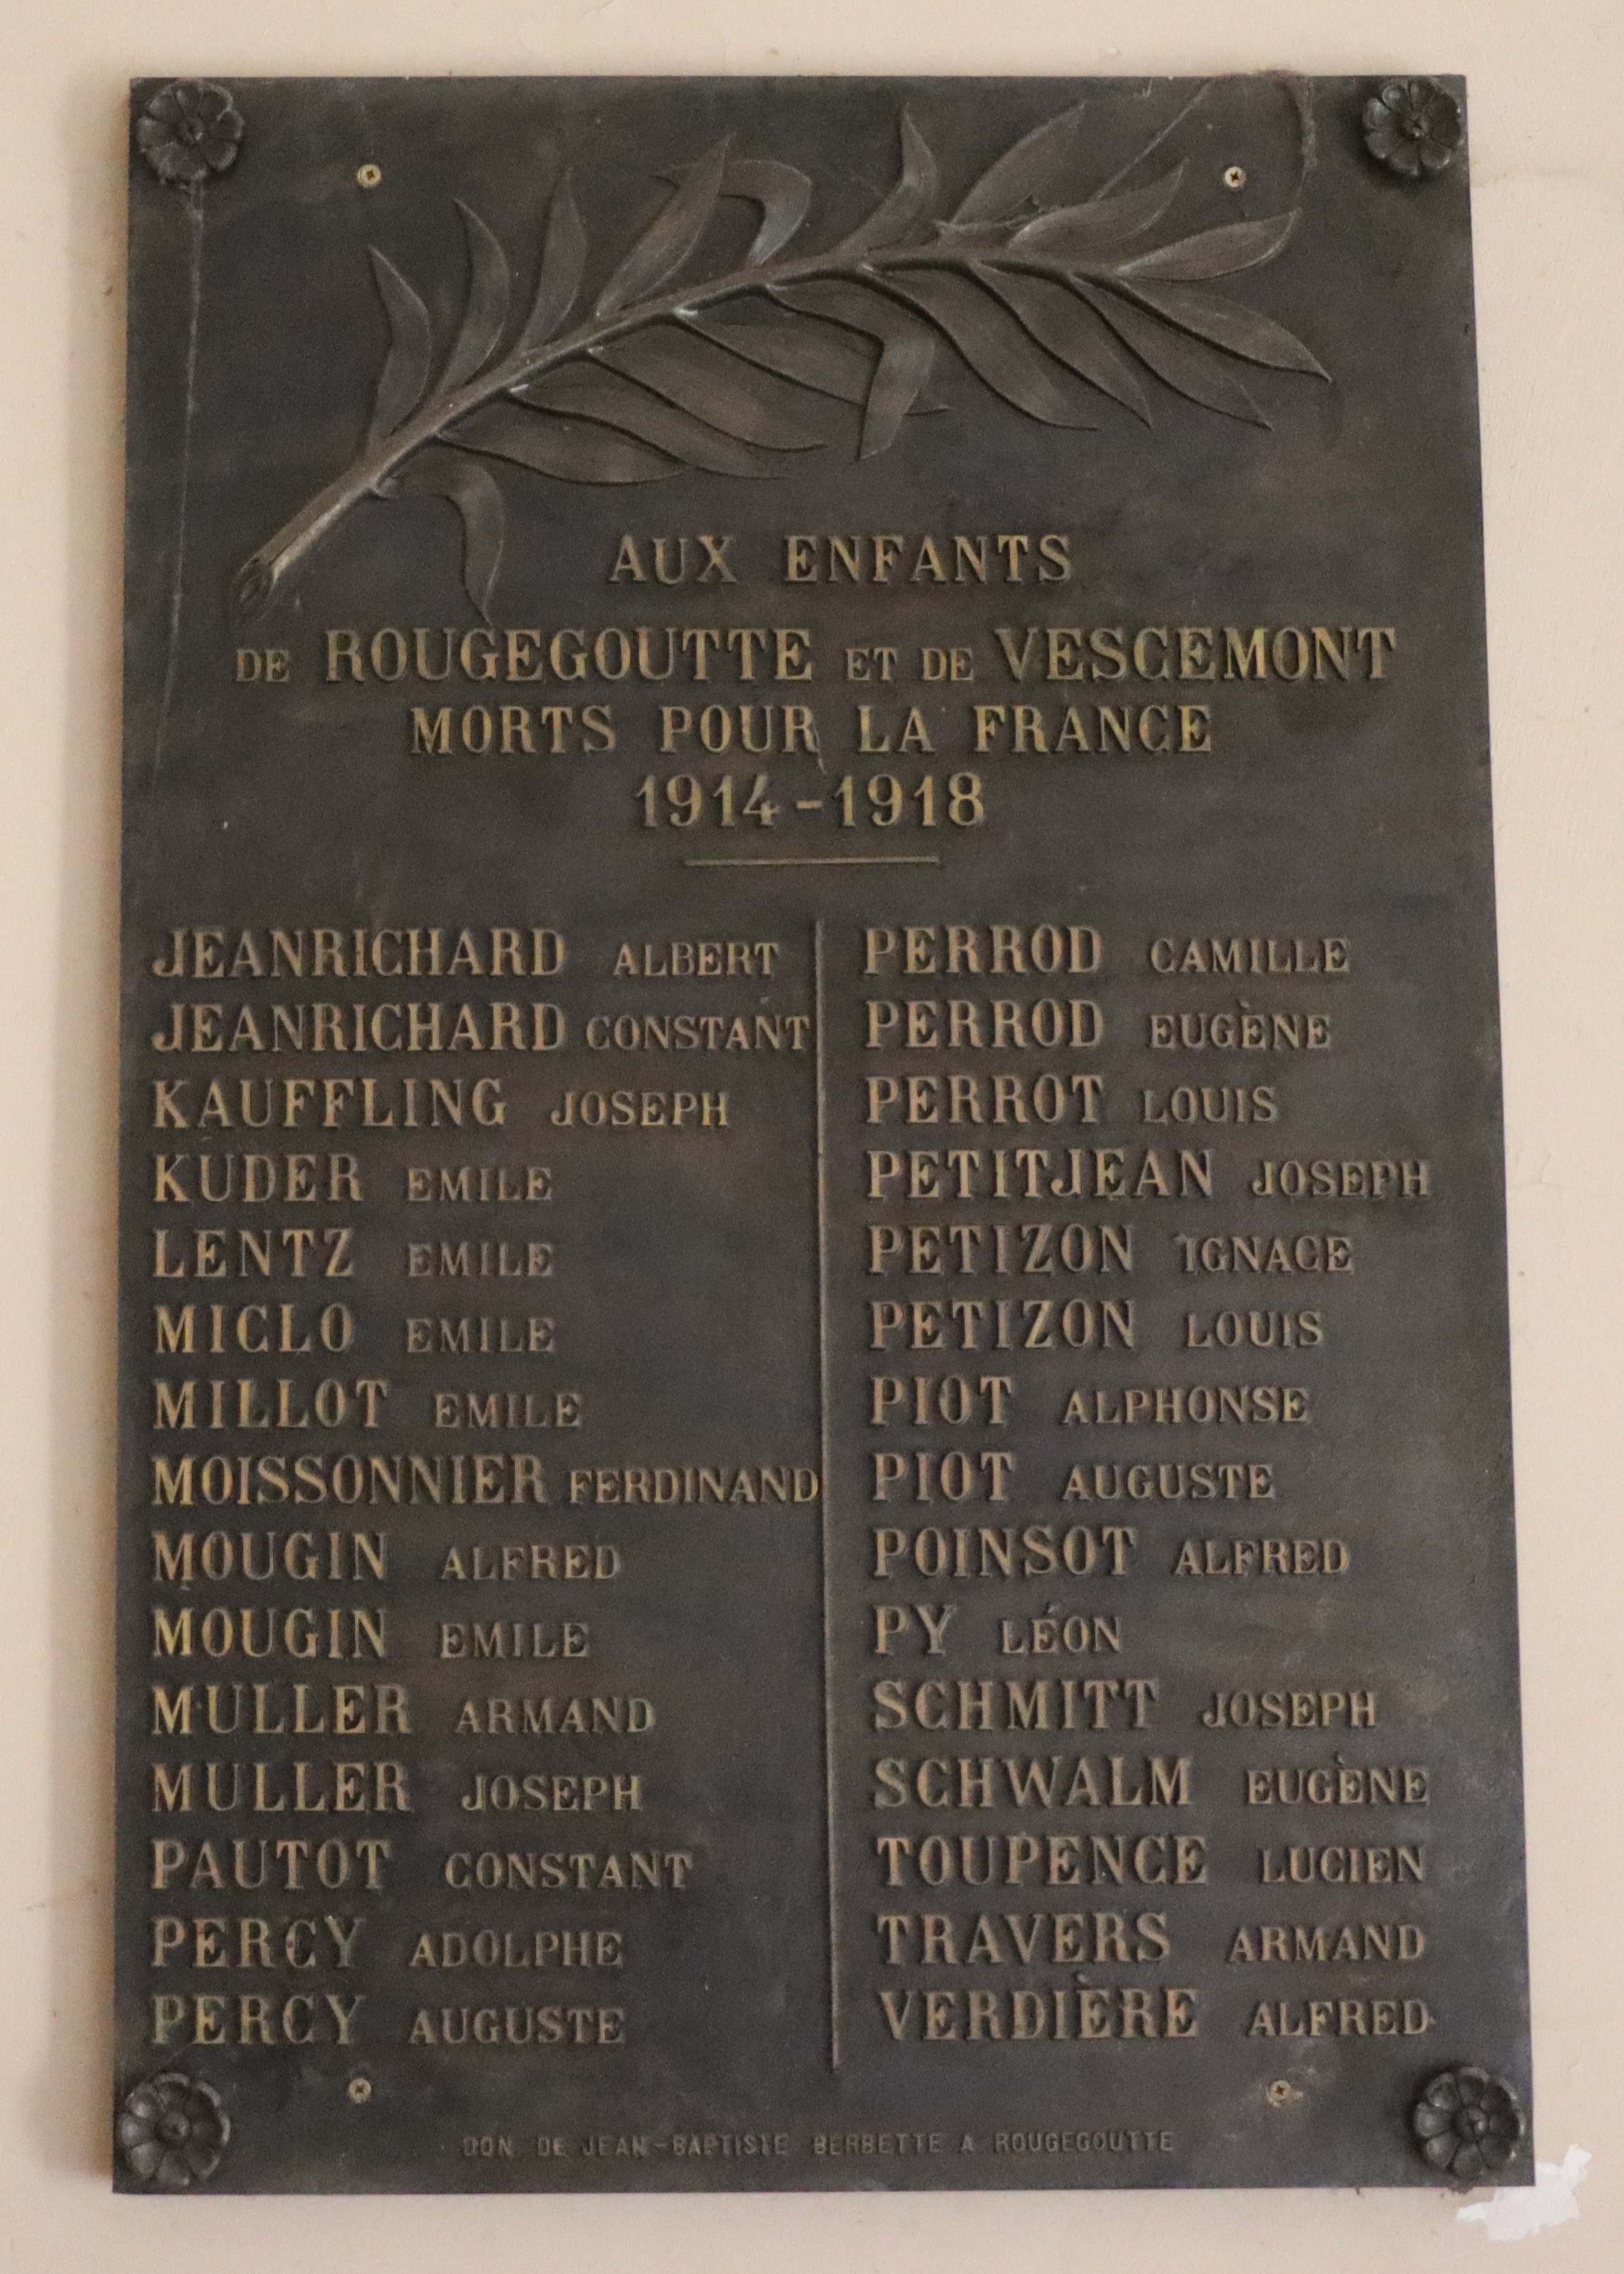 AUX ENFANTS
DE ROUGEGOUTTE ET DE VESCEMONT
MORTS POUR LA FRANCE
1914-1918
JEANRICHARD ALBERT
JEANRICHARD CONSTANT
KAUFFLING JOSEPH
KUDER EMILE
LENTZ EMILE
MICLO EMILE
MILLOT EMILE
MOISSONNIER FERDINAND
MOUGIN ALFRED
MOUGIN EMILE
MULLER ARMAND
MULLER JOSEPH
PAUTOT CONSTANT
PERCY ADOLPHE
PERCY AUGUSTE
PERROD CAMILLE
PERROD EUGÈNE
PERROT LOUIS
PETITJEAN JOSEPH
PETIZON IGNACE
PETIZON LOUIS
PIOT ALPHONSE
PIOT AUGUSTE
POINSOT ALFRED
PY LÉON
SCHMITT JOSEPH
SCHWALM EUGÈNE
TOUPENCE LUCIEN
TRAVERS ARMAND
VERDIÈRE ALFRED
DON DE JEAN-BAPTISTE BERBETTE A ROUGEGOUTTE